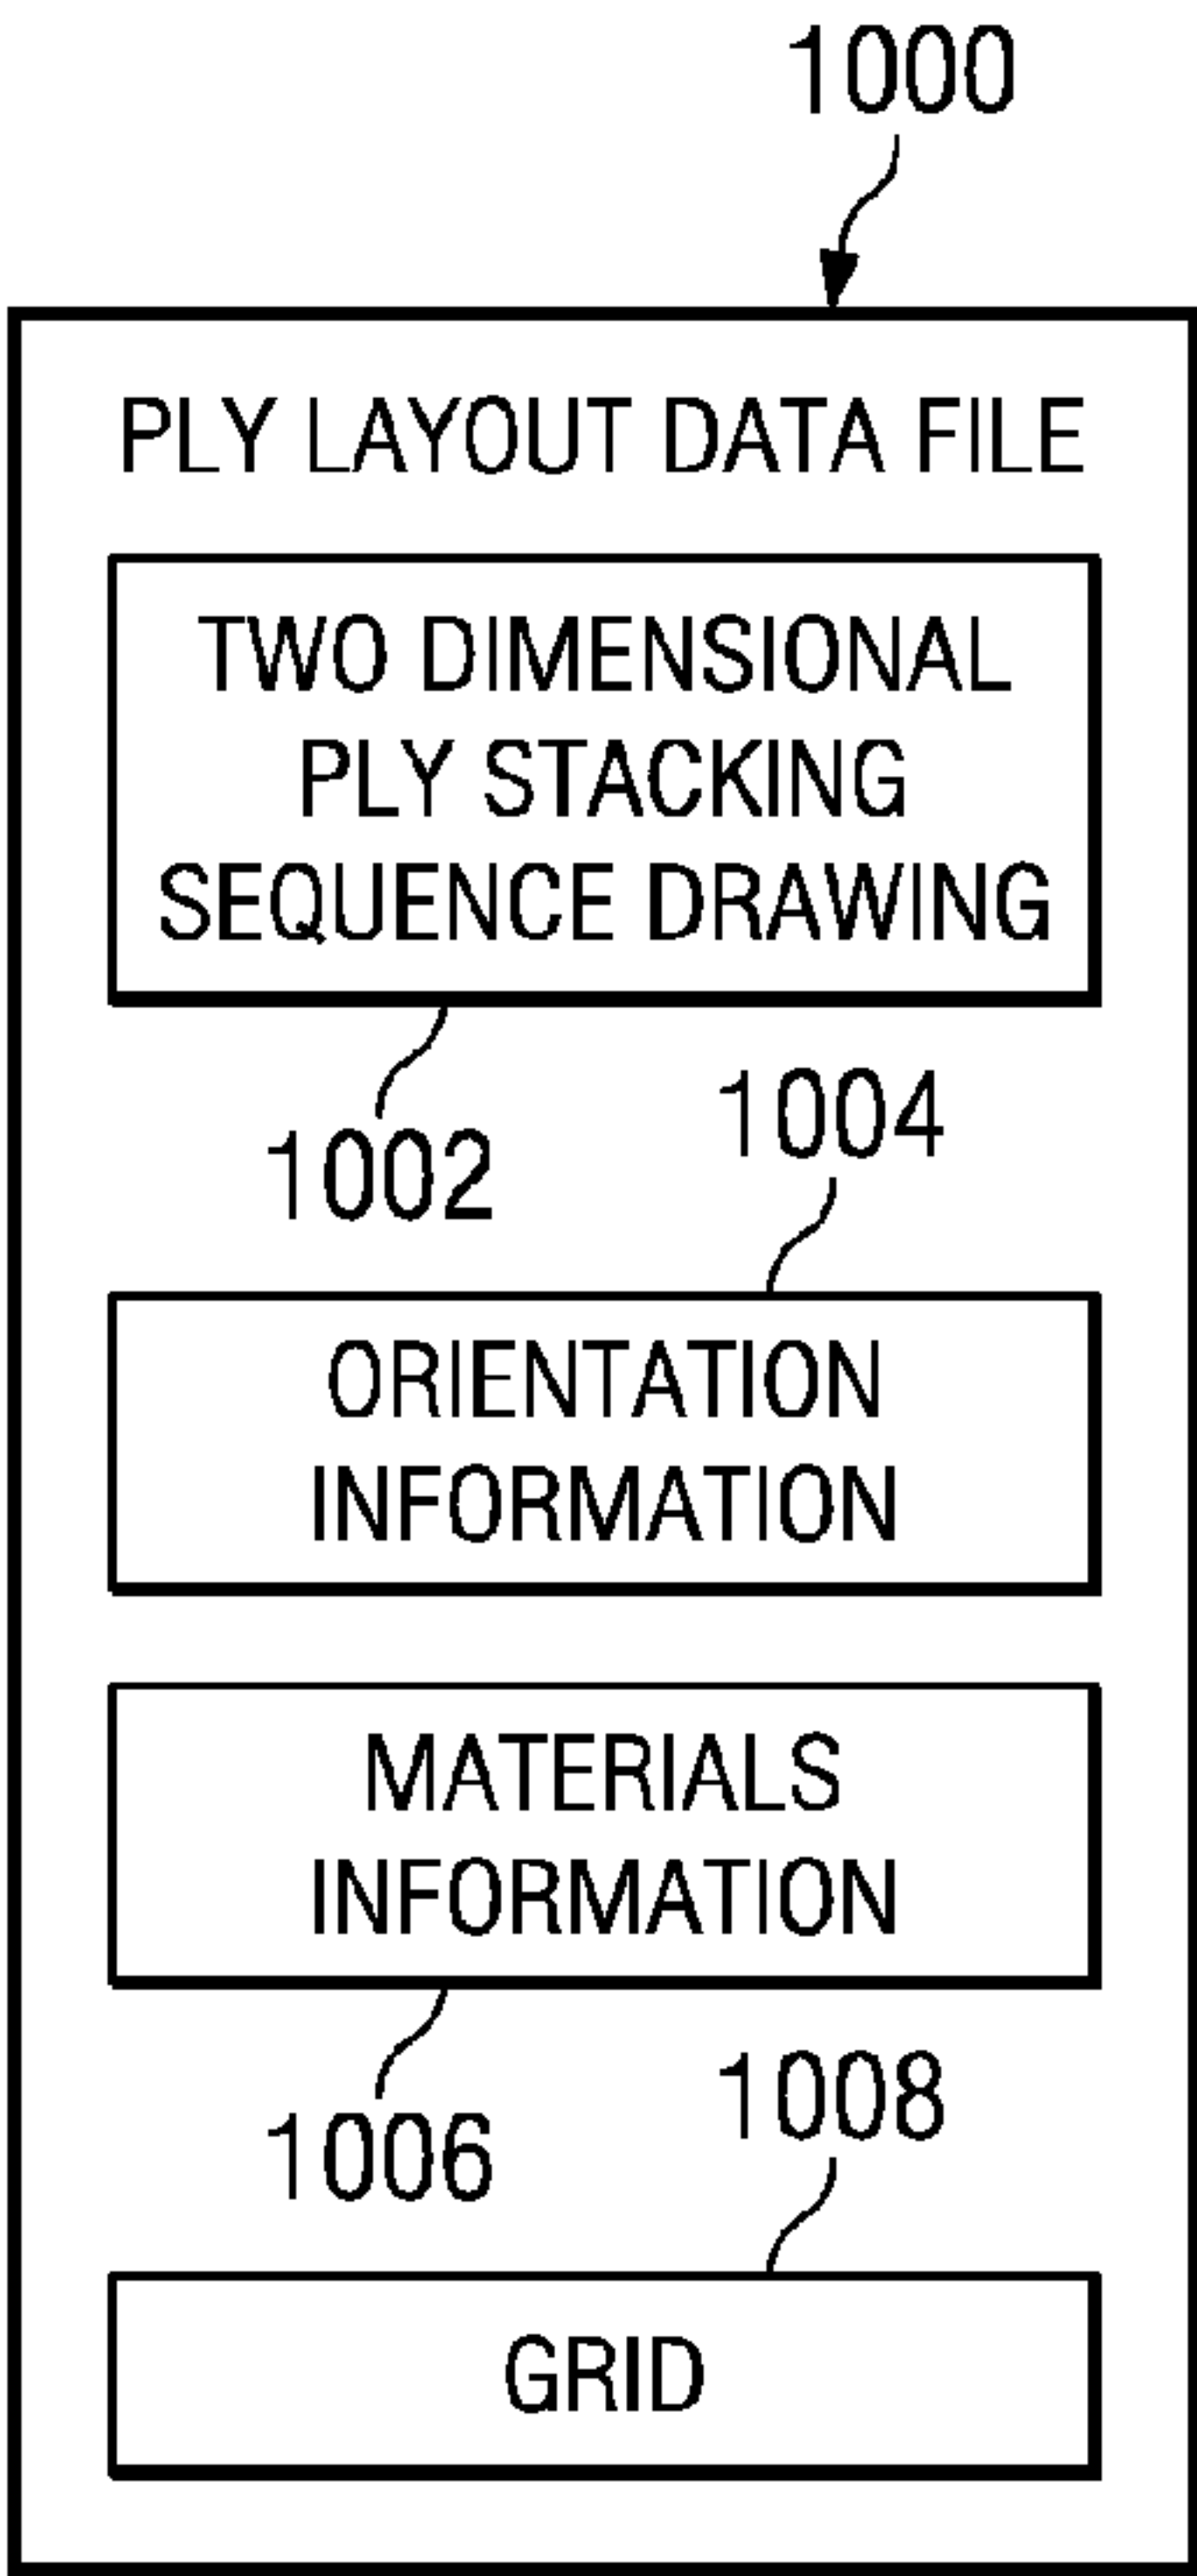 1000
PLY LAYOUT DATA FILE
TWO DIMENSIONAL
PLY STACKING
SEQUENCE DRAWING
1002
1004
ORIENTATION
INFORMATION
MATERIALS
INFORMATION
1006
1008
GRID